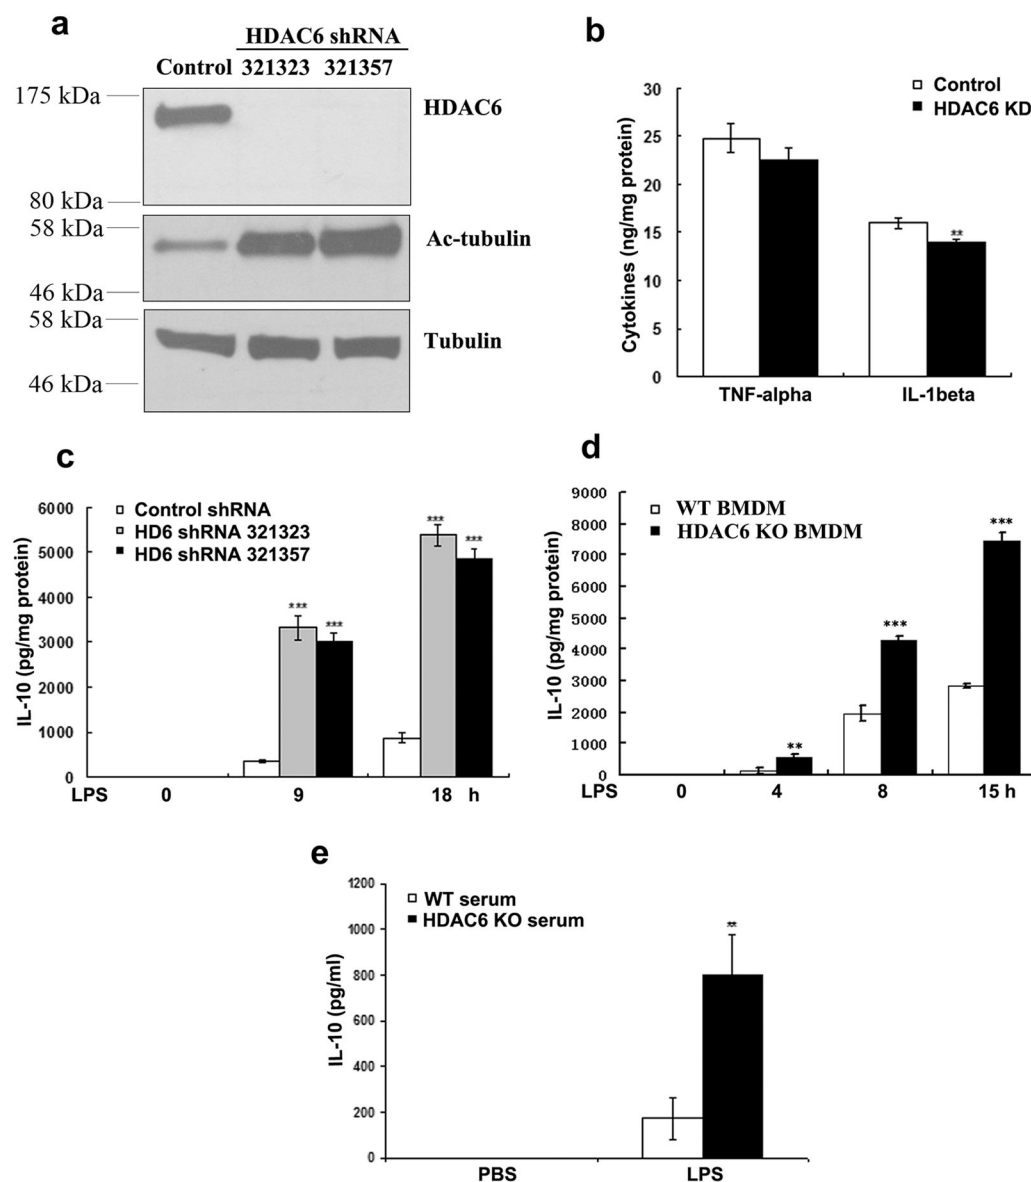 a
HDAC6 shRNA
Control 321323 321357
175 kDa
HDAC6
80 kDa
58 kDa
Ac-tubulin
46 kDa
58 kDa
Tubulin
46 kDa
b
Control
HDAC6 KD
Cytokines (ng/mg protein)
30
25
20
15
10
5
0
**
TNF-alpha IL-1beta
c
Control shRNA
HD6 shRNA 321323
HD6 shRNA 321357
IL-10 (pg/mg protein)
6000
5000
4000
3000
2000
1000
0
*** *** *** ***
LPS 0 9 18 h
d
WT BMDM
HDAC6 KO BMDM
IL-10 (pg/mg protein)
9000
8000
7000
6000
5000
4000
3000
2000
1000
0
** *** ***
LPS 0 4 8 15 h
e
WT serum
HDAC6 KO serum
IL-10 (pg/ml)
1200
1000
800
600
400
200
0
**
PBS LPS